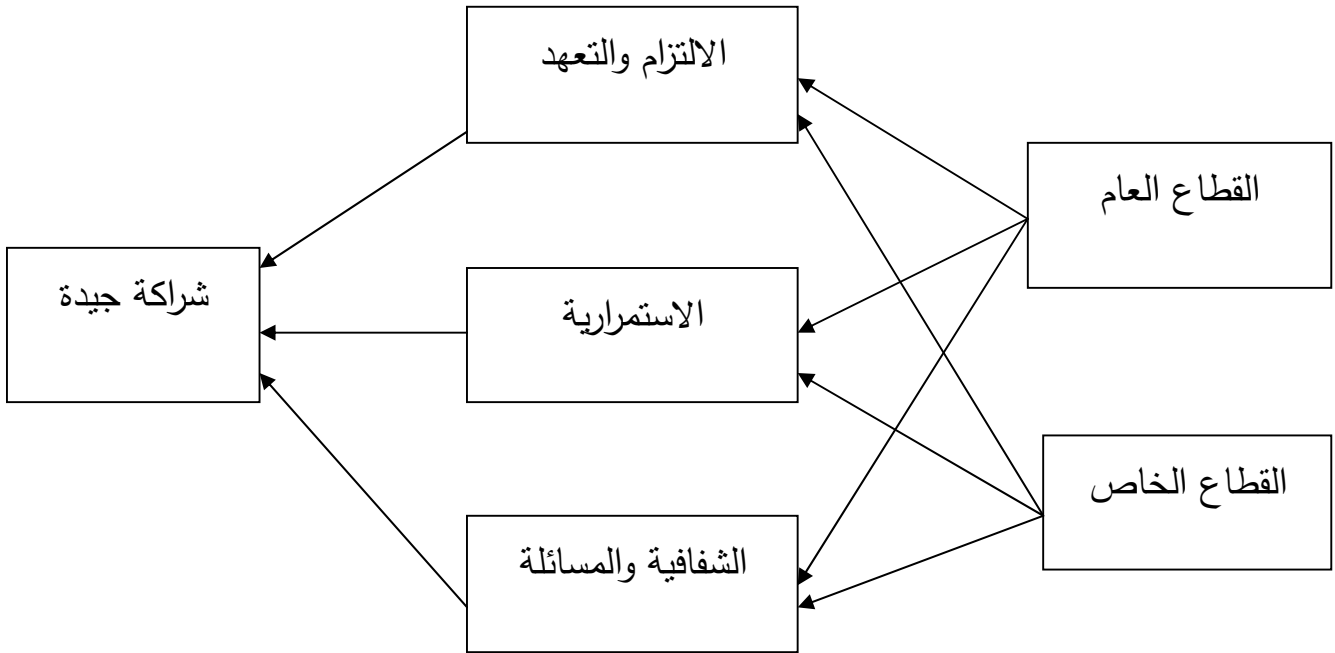 الالتزام والتعهد
القطاع العام
شراكة جيدة
الاستمرارية
القطاع الخاص
الشفافية والمسائلة